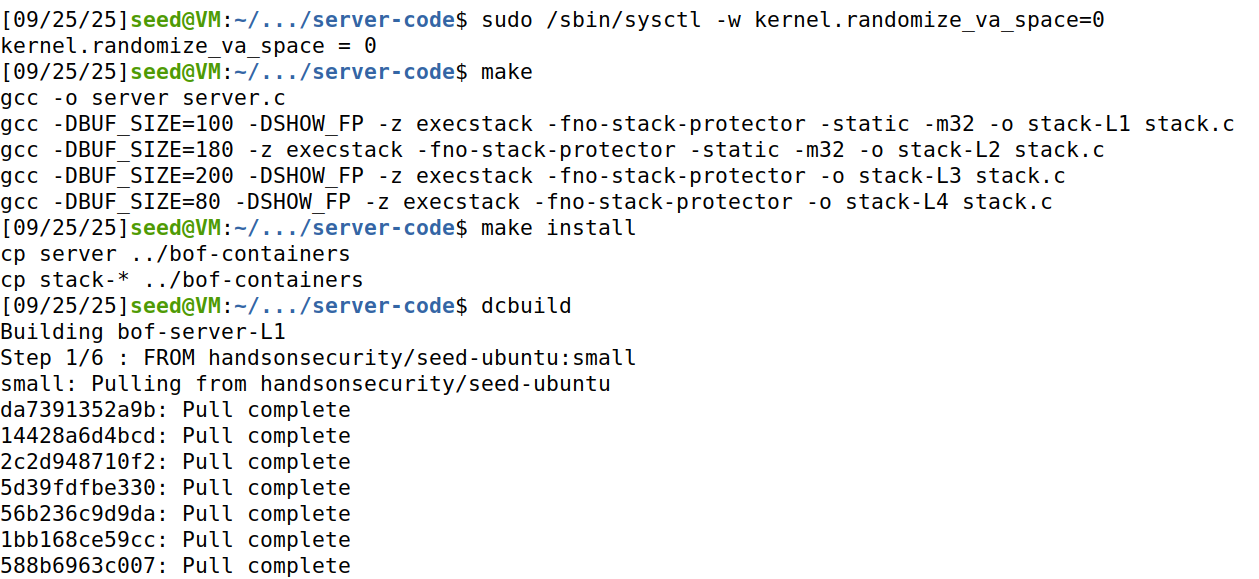 [09/25/25]seed@VM:~/.../server-code$ sudo /sbin/sysctl -w kernel.randomize_va_space=0
kernel.randomize_va_space = 0
[09/25/25]seed@VM:~/.../server-code$ make
gcc -o server server.c
gcc -DBUF_SIZE=100 -DSHOW_FP -z execstack -fno-stack-protector -static -m32 -o stack-L1 stack.c
gcc -DBUF_SIZE=180 -z execstack -fno-stack-protector -static -m32 -o stack-L2 stack.c
gcc -DBUF_SIZE=200 -DSHOW_FP -z execstack -fno-stack-protector -o stack-L3 stack.c
gcc -DBUF_SIZE=80 -DSHOW_FP -z execstack -fno-stack-protector -o stack-L4 stack.c
[09/25/25]seed@VM:~/.../server-code$ make install
cp server ../bof-containers
cp stack-* ../bof-containers
[09/25/25]seed@VM:~/.../server-code$ dcbuild
Building bof-server-L1
Step 1/6 : FROM handsonsecurity/seed-ubuntu:small
small: Pulling from handsonsecurity/seed-ubuntu
da7391352a9b: Pull complete
14428a6d4bcd: Pull complete
2c2d948710f2: Pull complete
5d39fdfbe330: Pull complete
56b236c9d9da: Pull complete
1bb168ce59cc: Pull complete
588b6963c007: Pull complete